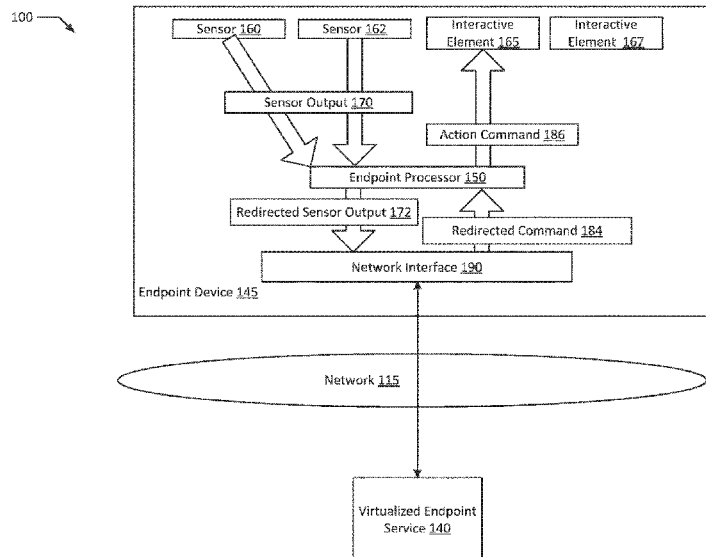 100
Sensor 160
Sensor 162
Interactive
Element 165
Interactive
Element 167
Sensor Output 170
Action Command 186
Endpoint Processor 150
Redirected Sensor Output 172
Redirected Command 184
Network Interface 190
Endpoint Device 145
Network 115
Virtualized Endpoint
Service 140